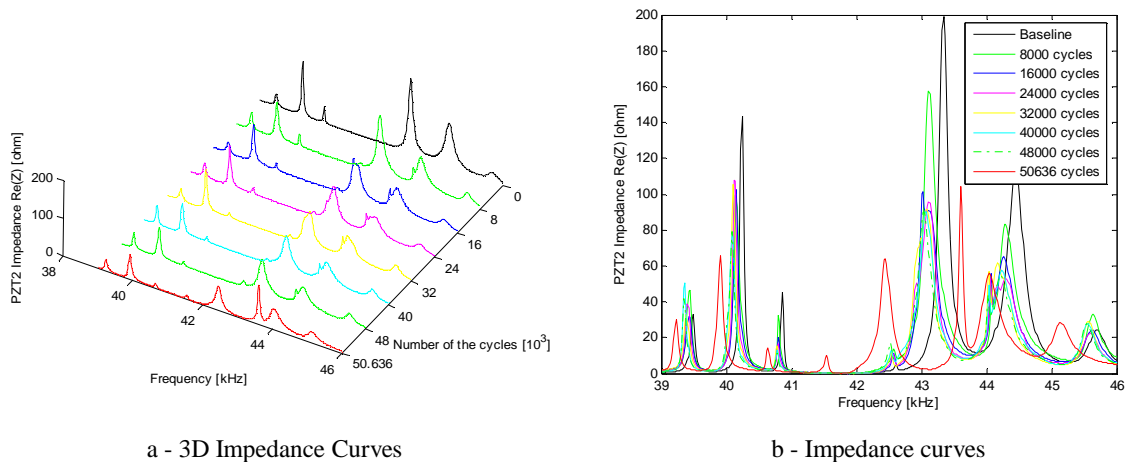 PZT2 Impedance Re(Z) [ohm]
200
100
0
38
40
42
44
46
Frequency [kHz]
0
8
16
24
32
40
48
50.636
Number of the cycles [10³]
a - 3D Impedance Curves
PZT2 Impedance Re(Z) [ohm]
200
180
160
140
120
100
80
60
40
20
0
39
40
41
42
43
44
45
46
Frequency [kHz]
Baseline
8000 cycles
16000 cycles
24000 cycles
32000 cycles
40000 cycles
48000 cycles
50636 cycles
b - Impedance curves